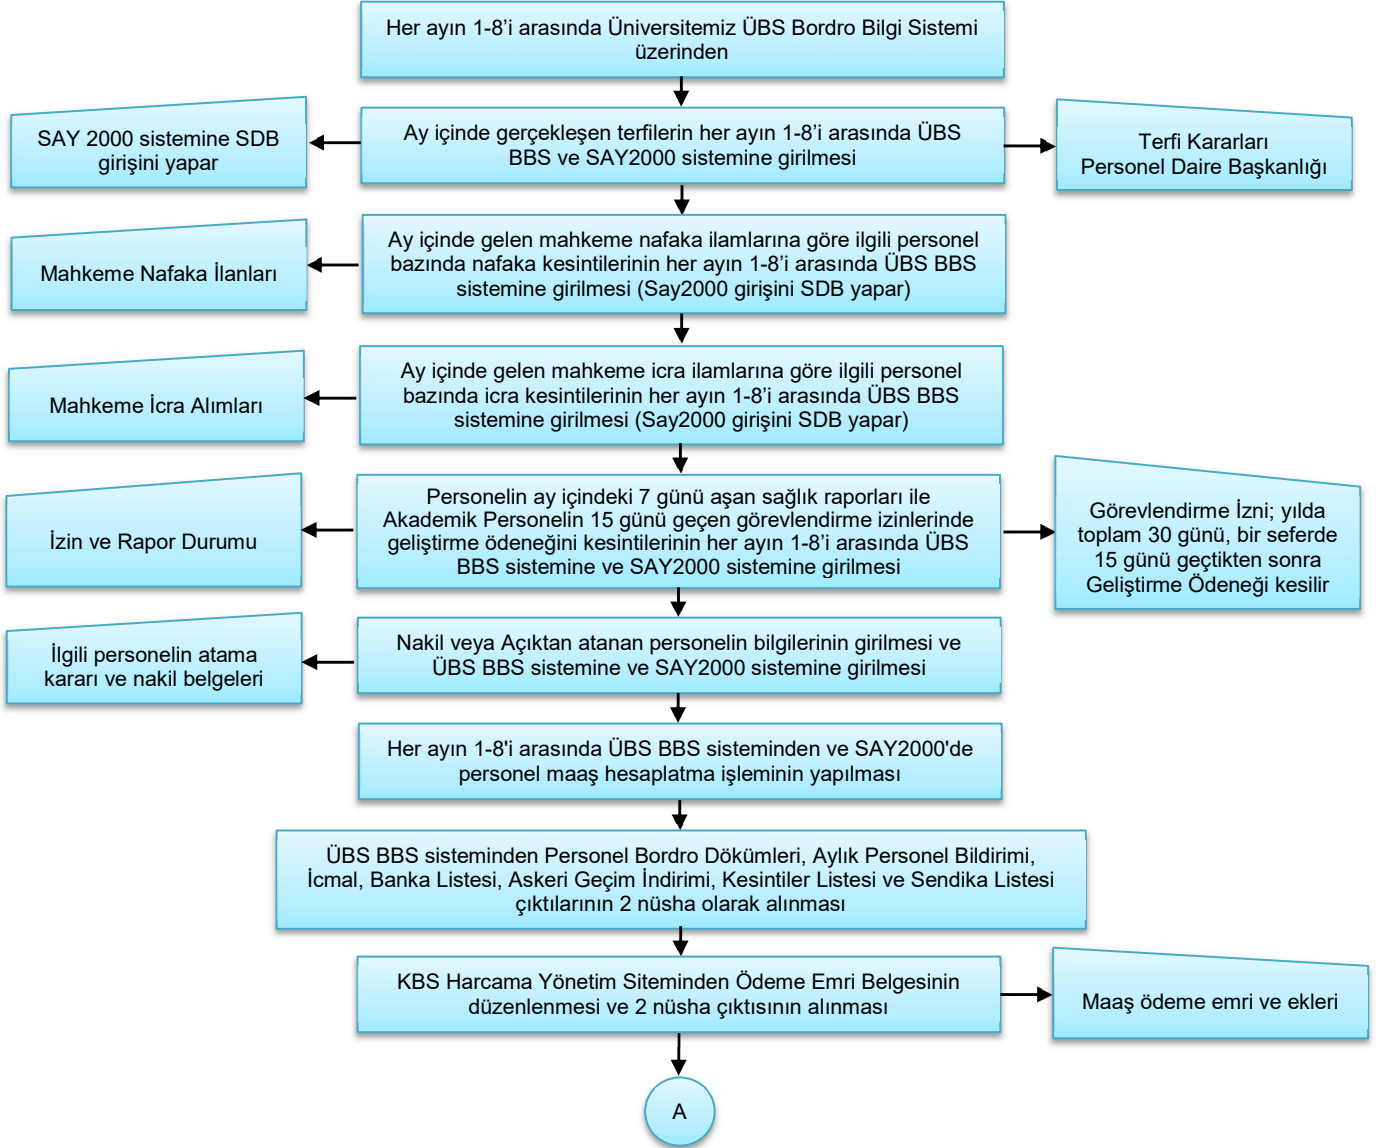 Her ayın 1-8’i arasında Üniversitemiz ÜBS Bordro Bilgi Sistemi
üzerinden
SAY 2000 sistemine SDB
girişini yapar
Ay içinde gerçekleşen terfilerin her ayın 1-8’i arasında ÜBS
BBS ve SAY2000 sistemine girilmesi
Terfi Kararları
Personel Daire Başkanlığı
Mahkeme Nafaka İlanları
Ay içinde gelen mahkeme nafaka ilamlarına göre ilgili personel
bazında nafaka kesintilerinin her ayın 1-8’i arasında ÜBS BBS
sistemine girilmesi (Say2000 girişini SDB yapar)
Mahkeme İcra Alımları
Ay içinde gelen mahkeme icra ilamlarına göre ilgili personel
bazında icra kesintilerinin her ayın 1-8’i arasında ÜBS BBS
sistemine girilmesi (Say2000 girişini SDB yapar)
İzin ve Rapor Durumu
Personelin ay içindeki 7 günü aşan sağlık raporları ile
Akademik Personelin 15 günü geçen görevlendirme izinlerinde
geliştirme ödeneğini kesintilerinin her ayın 1-8’i arasında ÜBS
BBS sistemine ve SAY2000 sistemine girilmesi
Görevlendirme İzni; yılda
toplam 30 günü, bir seferde
15 günü geçtikten sonra
Geliştirme Ödeneği kesilir
İlgili personelin atama
kararı ve nakil belgeleri
Nakil veya Açıktan atanan personelin bilgilerinin girilmesi ve
ÜBS BBS sistemine ve SAY2000 sistemine girilmesi
Her ayın 1-8'i arasında ÜBS BBS sisteminden ve SAY2000'de
personel maaş hesaplatma işleminin yapılması
ÜBS BBS sisteminden Personel Bordro Dökümleri, Aylık Personel Bildirimi,
İcmal, Banka Listesi, Askeri Geçim İndirimi, Kesintiler Listesi ve Sendika Listesi
çıktılarının 2 nüsha olarak alınması
KBS Harcama Yönetim Siteminden Ödeme Emri Belgesinin
düzenlenmesi ve 2 nüsha çıktısının alınması
Maaş ödeme emri ve ekleri
A